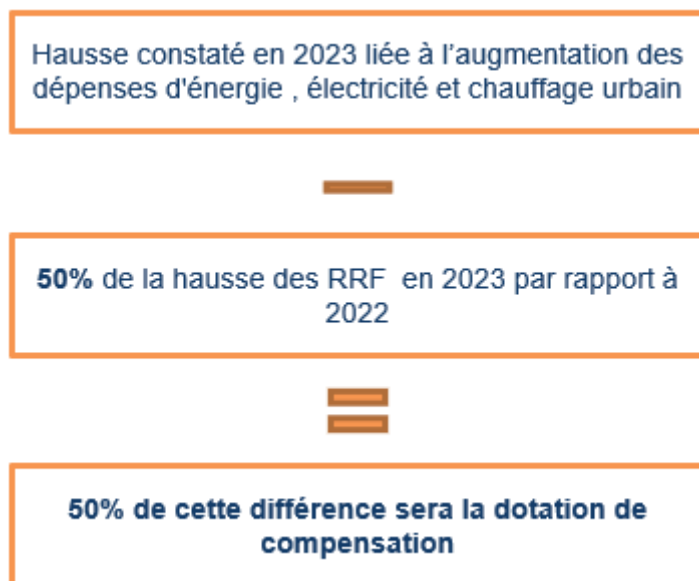 Hausse constaté en 2023 liée à l'augmentation des
dépenses d'énergie , électricité et chauffage urbain
50% de la hausse des RRF en 2023 par rapport à
2022
50% de cette différence sera la dotation de
compensation